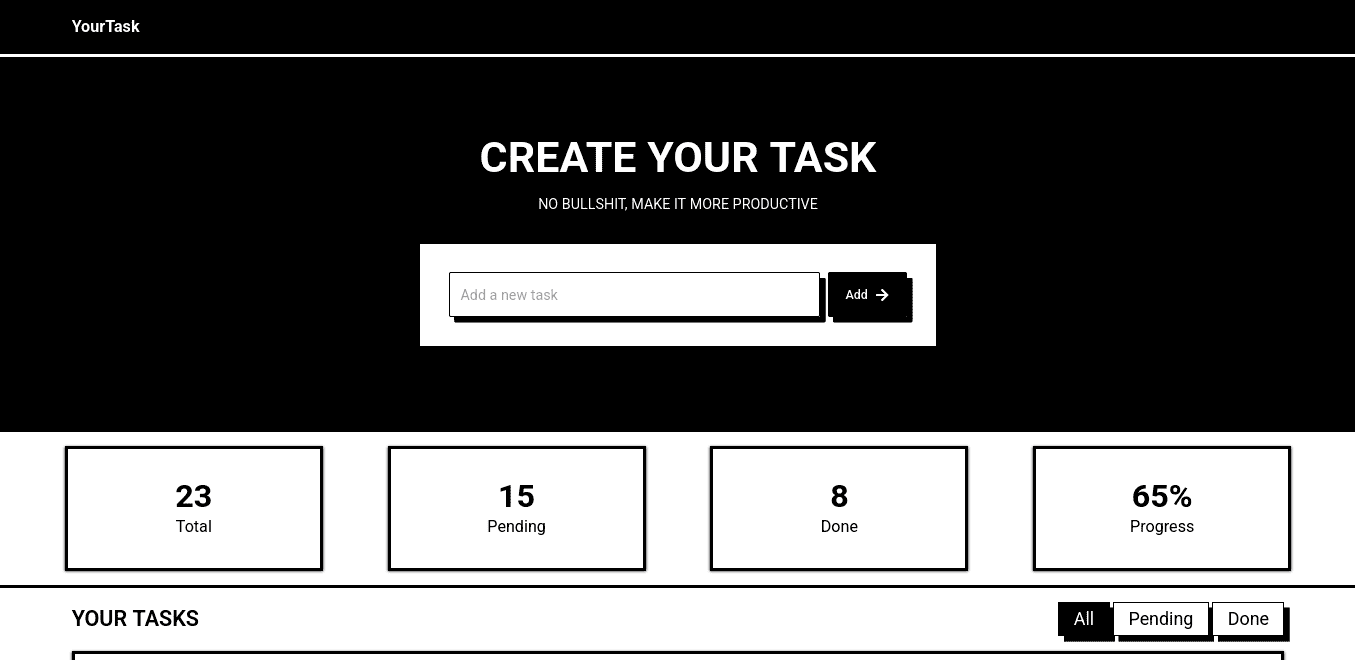 YourTask
CREATE YOUR TASK
NO BULLSHIT, MAKE IT MORE PRODUCTIVE
Add a new task
Add
23
Total
15
Pending
8
Done
65%
Progress
YOUR TASKS
All
Pending
Done